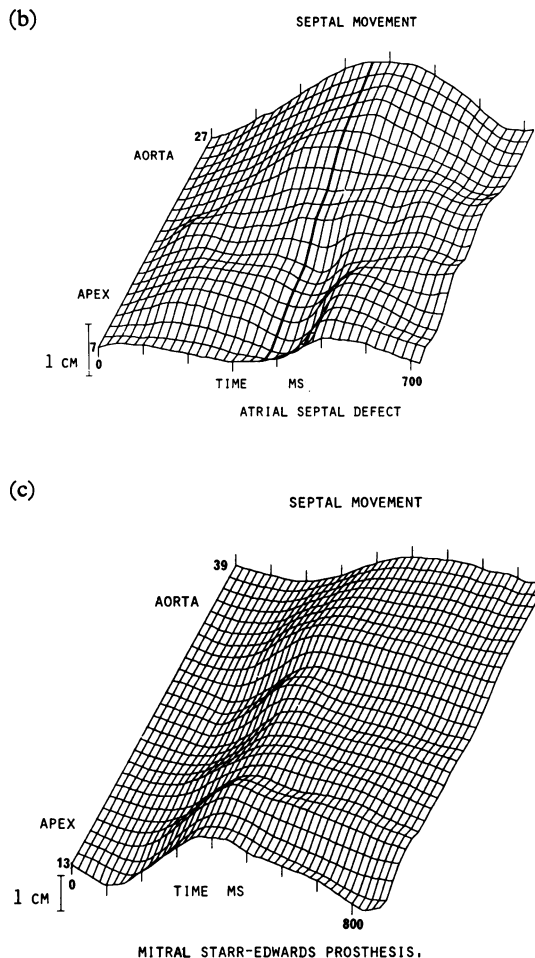 (b)
SEPTAL MOVEMENT
27
AORTA
APEX
1 CM
7
0
TIME MS
700
ATRIAL SEPTAL DEFECT
(c)
SEPTAL MOVEMENT
39
AORTA
APEX
13
0
1 CM
TIME MS
800
MITRAL STARR-EDWARDS PROSTHESIS.